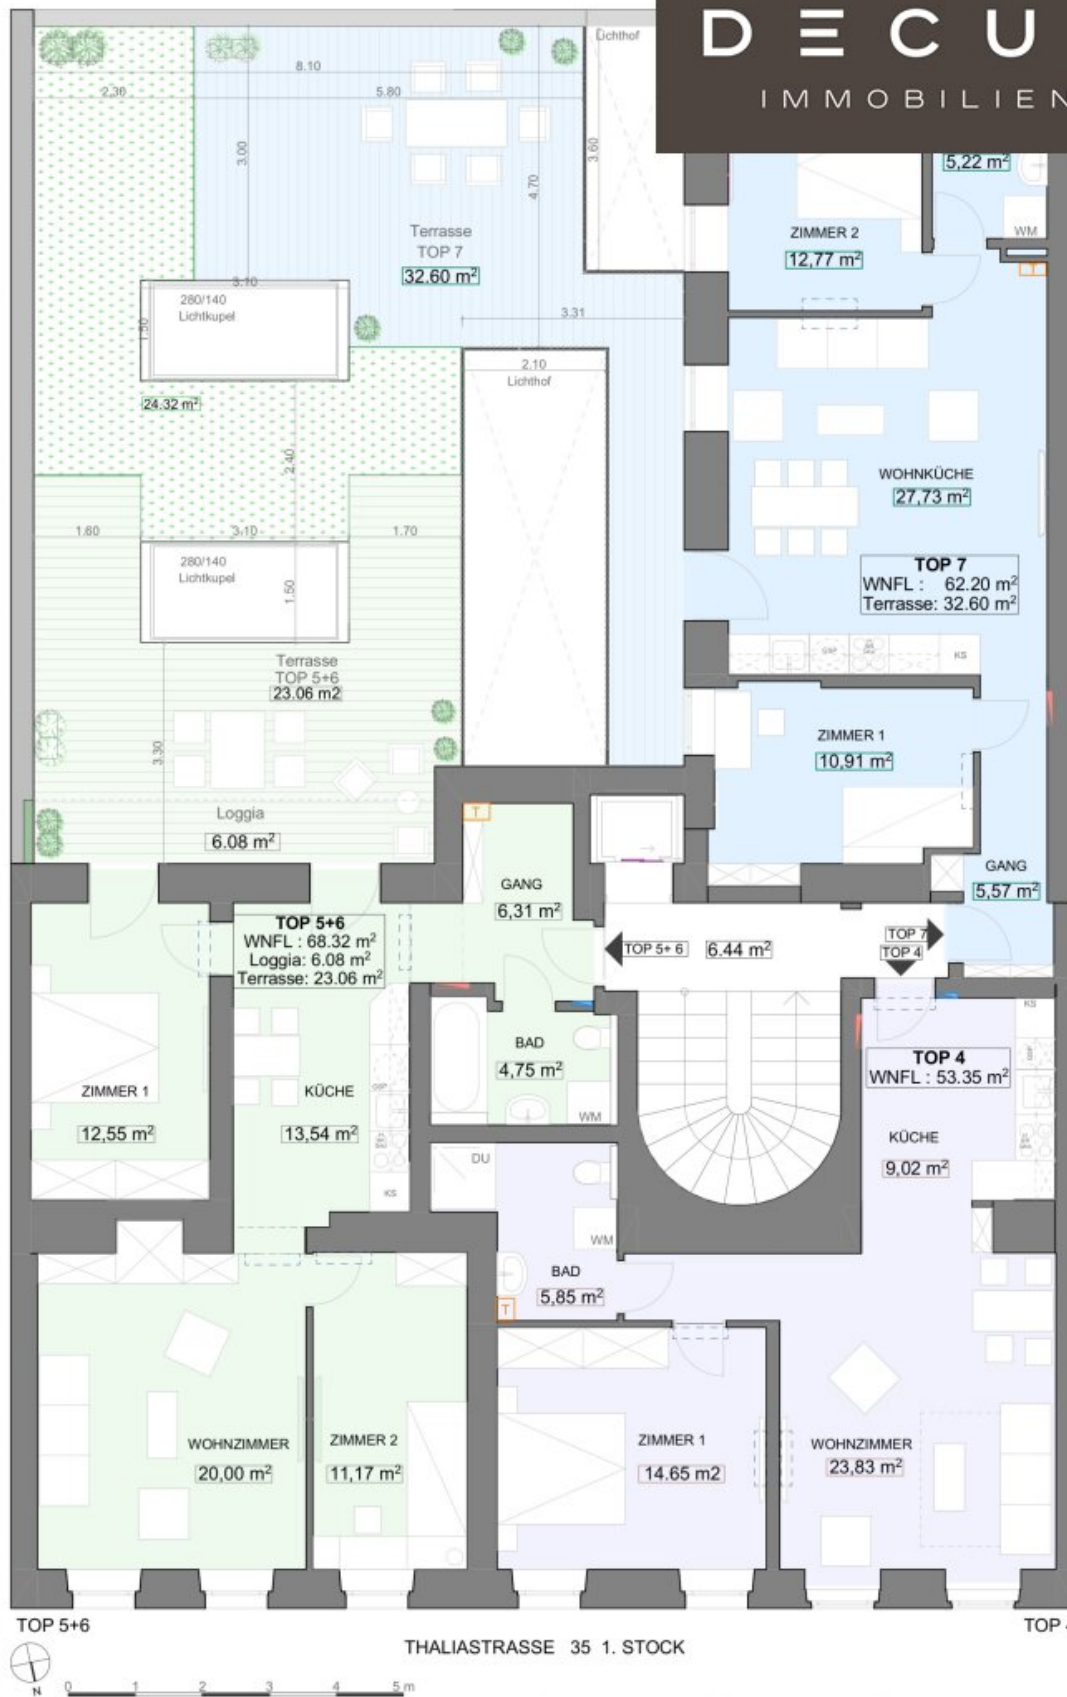 DECU
IMMOBILIEN
Lichthof
8.10
2.30
5.80
3.00
4.70
3.60
5,22 m²
WM
Terrasse
TOP 7
32.60 m²
ZIMMER 2
12,77 m²
T
3.10
280/140
Lichtkupel
1.50
3.31
2.10
Lichthof
24.32 m²
2.40
WOHNKÜCHE
27,73 m²
1.60
3.10
1.70
280/140
Lichtkupel
1.50
TOP 7
WNFL : 62.20 m²
Terrasse: 32.60 m²
GSP
KS
Terrasse
TOP 5+6
23.06 m2
3.30
ZIMMER 1
10,91 m²
Loggia
6.08 m²
T
GANG
6,31 m²
GANG
5,57 m²
TOP 5+6
WNFL : 68.32 m²
Loggia: 6.08 m²
Terrasse: 23.06 m²
TOP 5+ 6
6.44 m²
TOP 7
TOP 4
KS
BAD
4,75 m²
WM
TOP 4
WNFL : 53.35 m²
GSP
ZIMMER 1
12,55 m²
KÜCHE
13,54 m²
GSP
KS
KÜCHE
9,02 m²
DU
WM
BAD
5,85 m²
T
WOHNZIMMER
20,00 m²
ZIMMER 2
11,17 m²
ZIMMER 1
14.65 m2
WOHNZIMMER
23,83 m²
TOP 5+6
TOP 4
THALIASTRASSE 35 1. STOCK
N
0 1 2 3 4 5 m